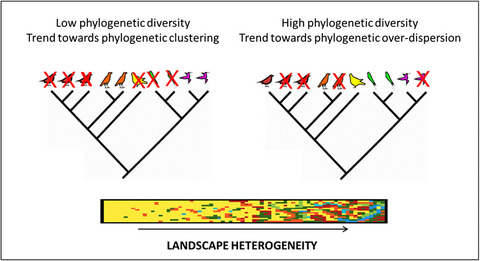 Low phylogenetic diversity
Trend towards phylogenetic clustering
High phylogenetic diversity
Trend towards phylogenetic over-dispersion
LANDSCAPE HETEROGENEITY